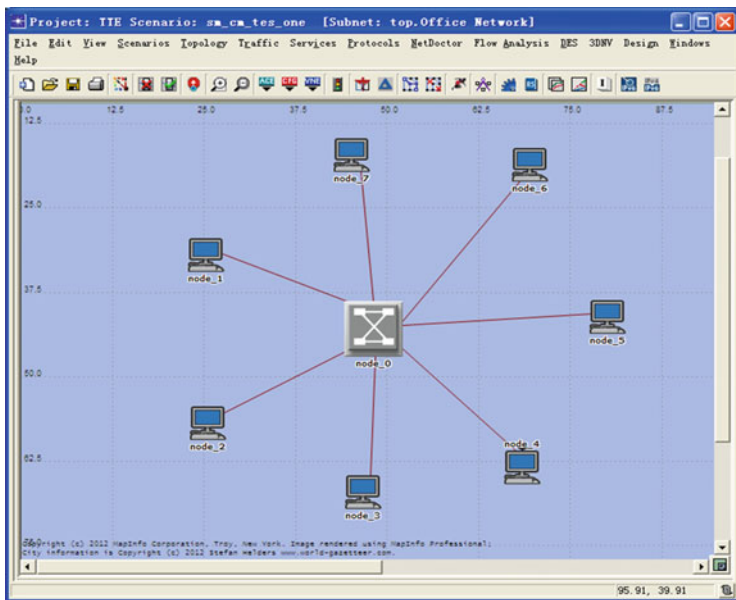 Project: TTE Scenario: sm_cm_tes_one [Subnet: top.Office Network]
File Edit View Scenarios Topology Traffic Services Protocols NetDoctor Flow Analysis DES 3DNV Design Windows
Help
0.0 12.5 25.0 37.5 50.0 62.5 75.0 87.5
12.5
node_7
node_6
25.0
node_1
37.5
node_5
node_0
50.0
node_4
node_2
62.5
node_3
Copyright (c) 2012 MapInfo Corporation, Troy, New York. Image rendered using MapInfo Professional;
City information is Copyright (c) 2012 Stefan Helders www.world-gazetteer.com.
95.91, 39.91